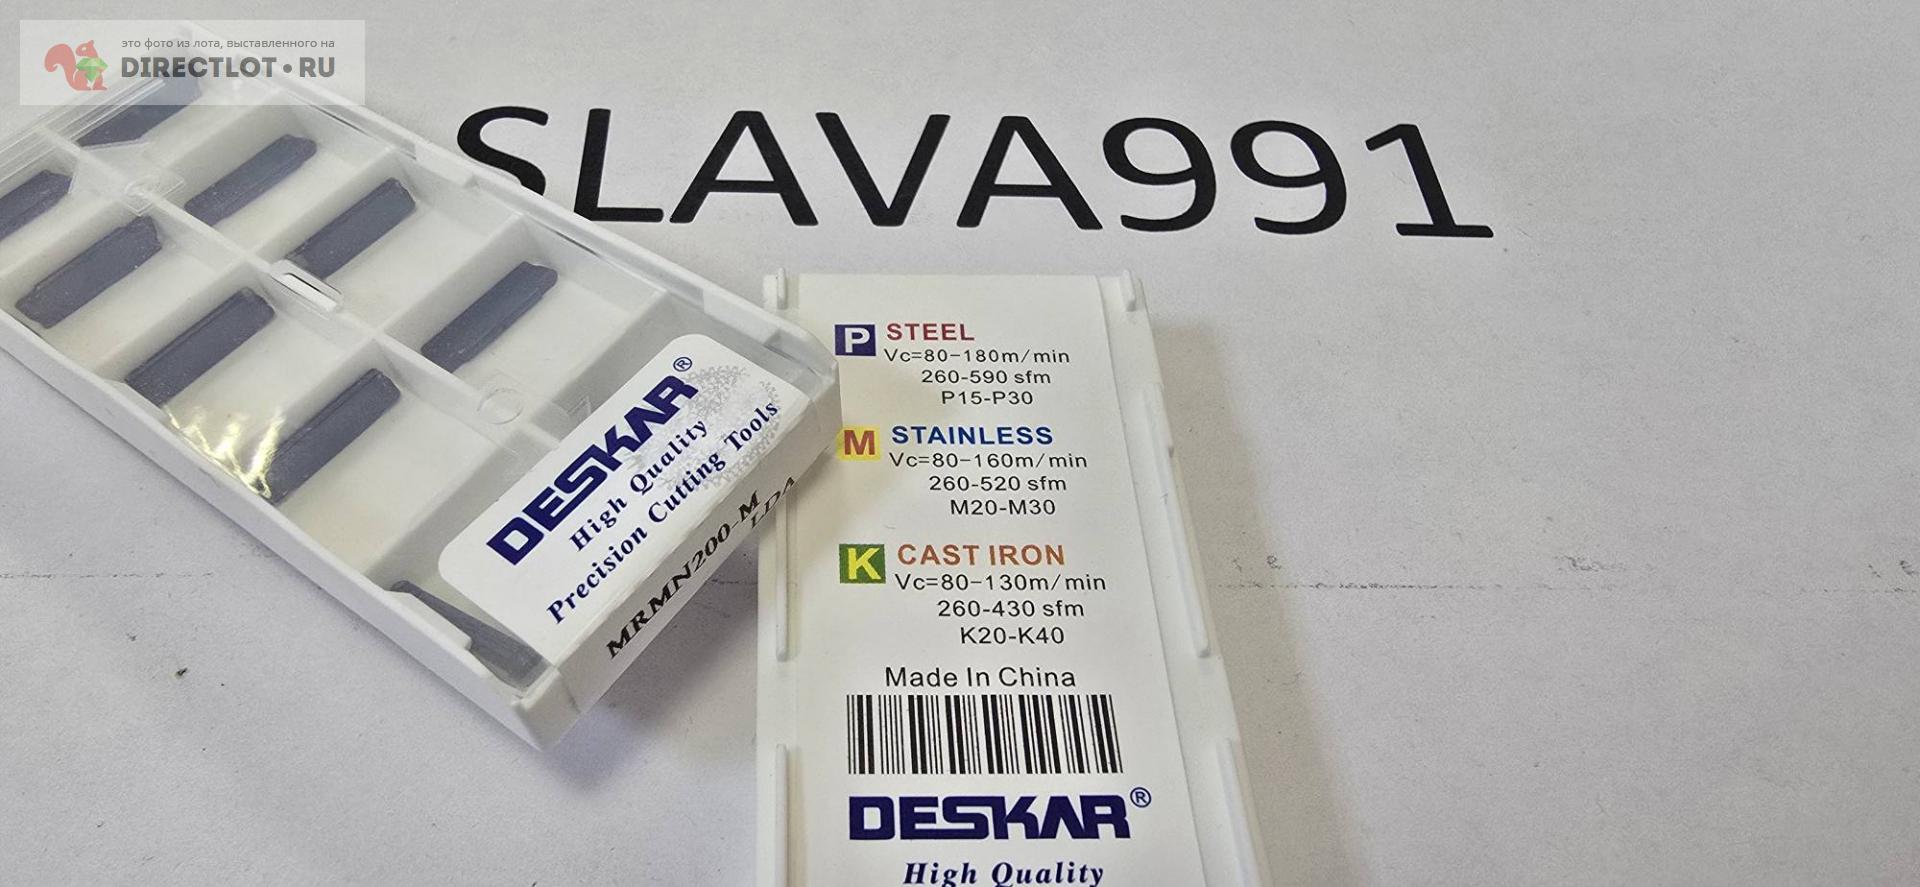 это фото из лота, выставленного на
DIRECTLOT•RU
SLAVA991
DESKAR®
High Quality
Precision Cutting Tools
MRMN200-M
LDA
P STEEL
Vc=80-180m/min
260-590 sfm
P15-P30
M STAINLESS
Vc=80-160m/min
260-520 sfm
M20-M30
K CAST IRON
Vc=80-130m/min
260-430 sfm
K20-K40
Made In China
DESKAR®
High Quality